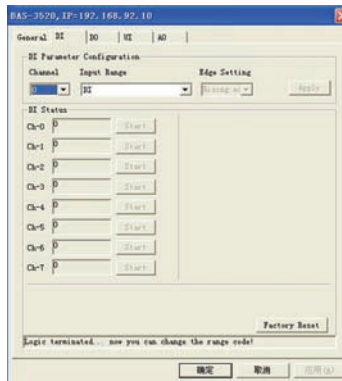 BAS-3520,IP=192.168.92.10
General DI DO UI AO
DI Parameter Configuration
Channel Input Range Edge Setting
0 DI Apply
DI Status
Ch-0 0 Start
Ch-1 0 Start
Ch-2 0 Start
Ch-3 0 Start
Ch-4 0 Start
Ch-5 0 Start
Ch-6 0 Start
Ch-7 0 Start
Factory Reset
Logic terminated... now you can change the range code!
确定 取消 应用(A)